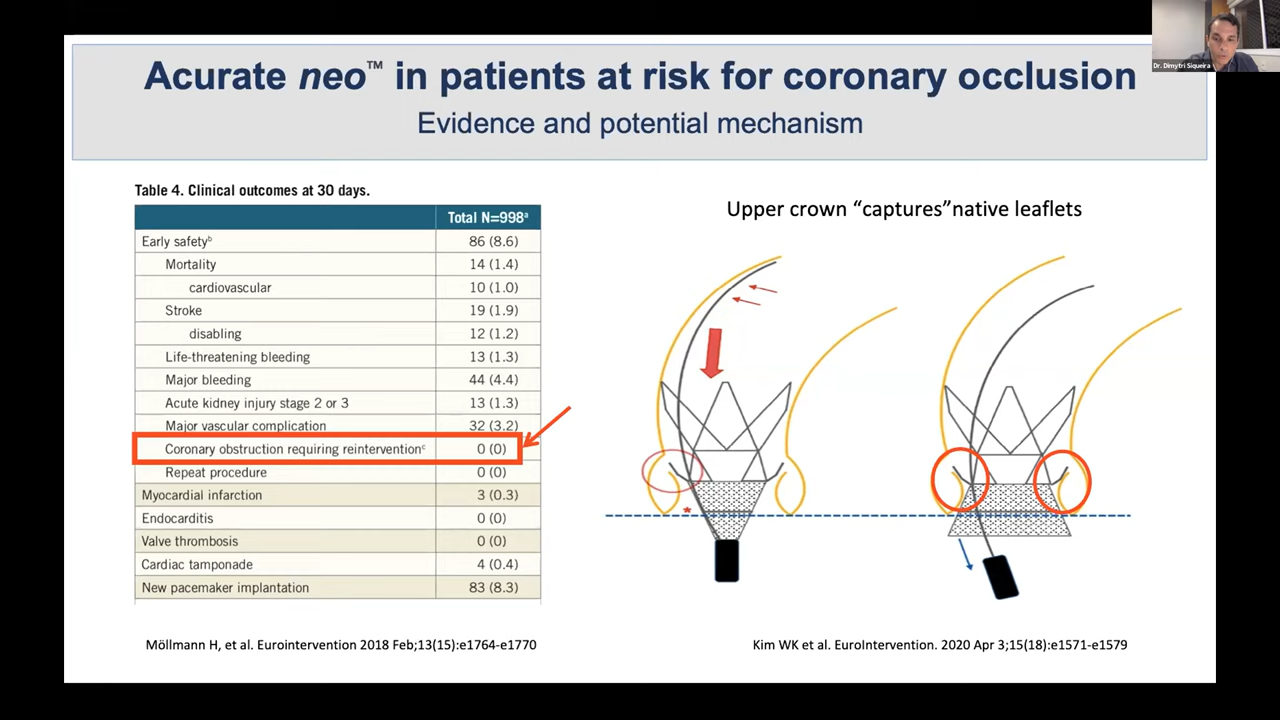 Dr. Dimytri Siqueira
Acurate neo™ in patients at risk for coronary occlusion
Evidence and potential mechanism
Table 4. Clinical outcomes at 30 days.
Total N=998ᵃ
Early safetyᵇ 86 (8.6)
Mortality 14 (1.4)
cardiovascular 10 (1.0)
Stroke 19 (1.9)
disabling 12 (1.2)
Life-threatening bleeding 13 (1.3)
Major bleeding 44 (4.4)
Acute kidney injury stage 2 or 3 13 (1.3)
Major vascular complication 32 (3.2)
Coronary obstruction requiring reinterventionᶜ 0 (0)
Repeat procedure 0 (0)
Myocardial infarction 3 (0.3)
Endocarditis 0 (0)
Valve thrombosis 0 (0)
Cardiac tamponade 4 (0.4)
New pacemaker implantation 83 (8.3)
Möllmann H, et al. Eurointervention 2018 Feb;13(15):e1764-e1770
Upper crown “captures”native leaflets
Kim WK et al. EuroIntervention. 2020 Apr 3;15(18):e1571-e1579